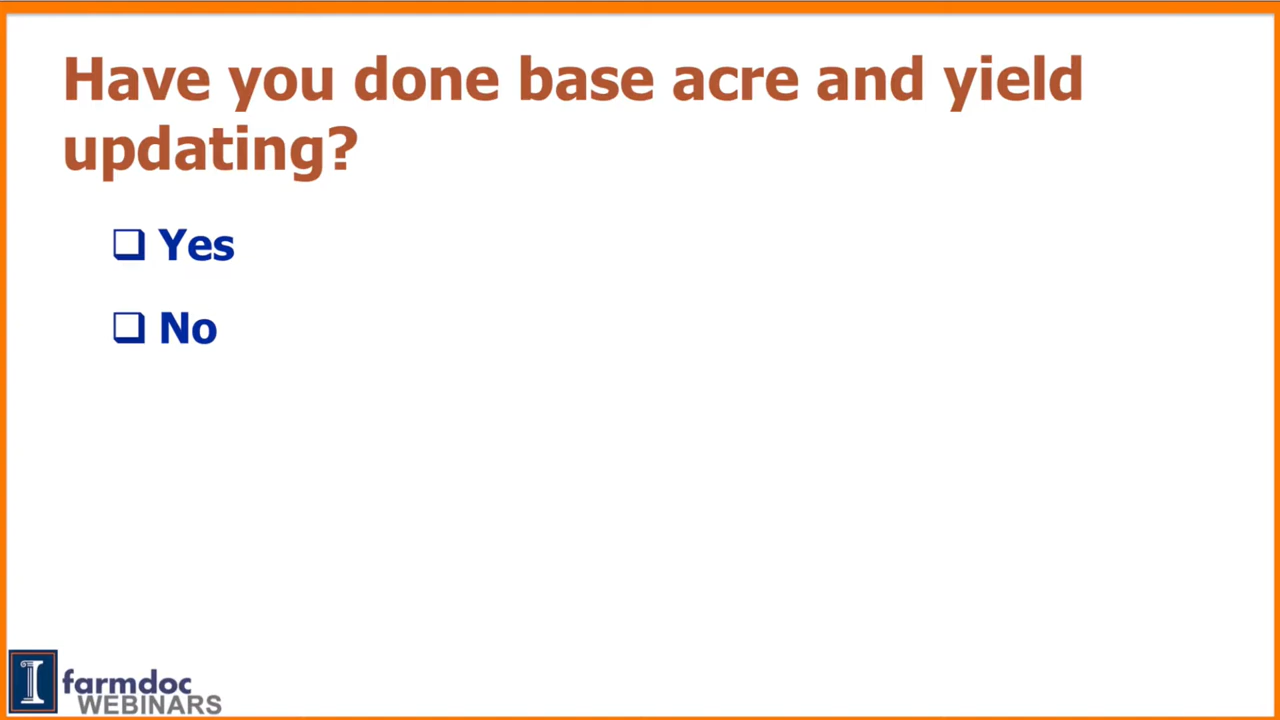 Have you done base acre and yield
updating?
Yes
No
farmdoc
WEBINARS